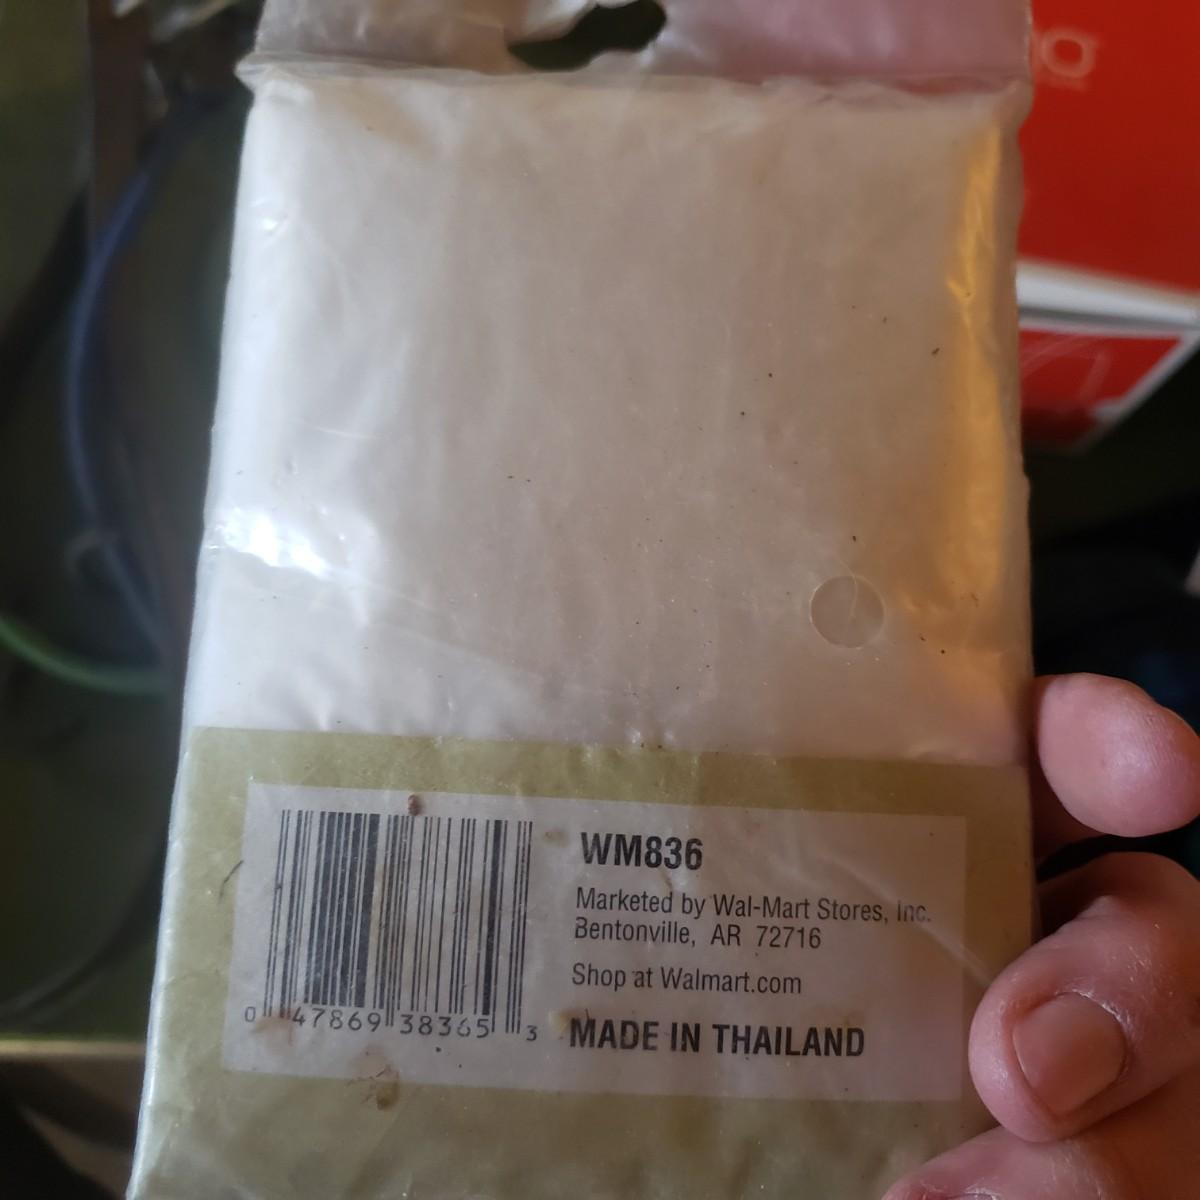 WM836
Marketed by Wal-Mart Stores, Inc.
Bentonville, AR 72716
Shop at Walmart.com
MADE IN THAILAND
0 47869 38365 3